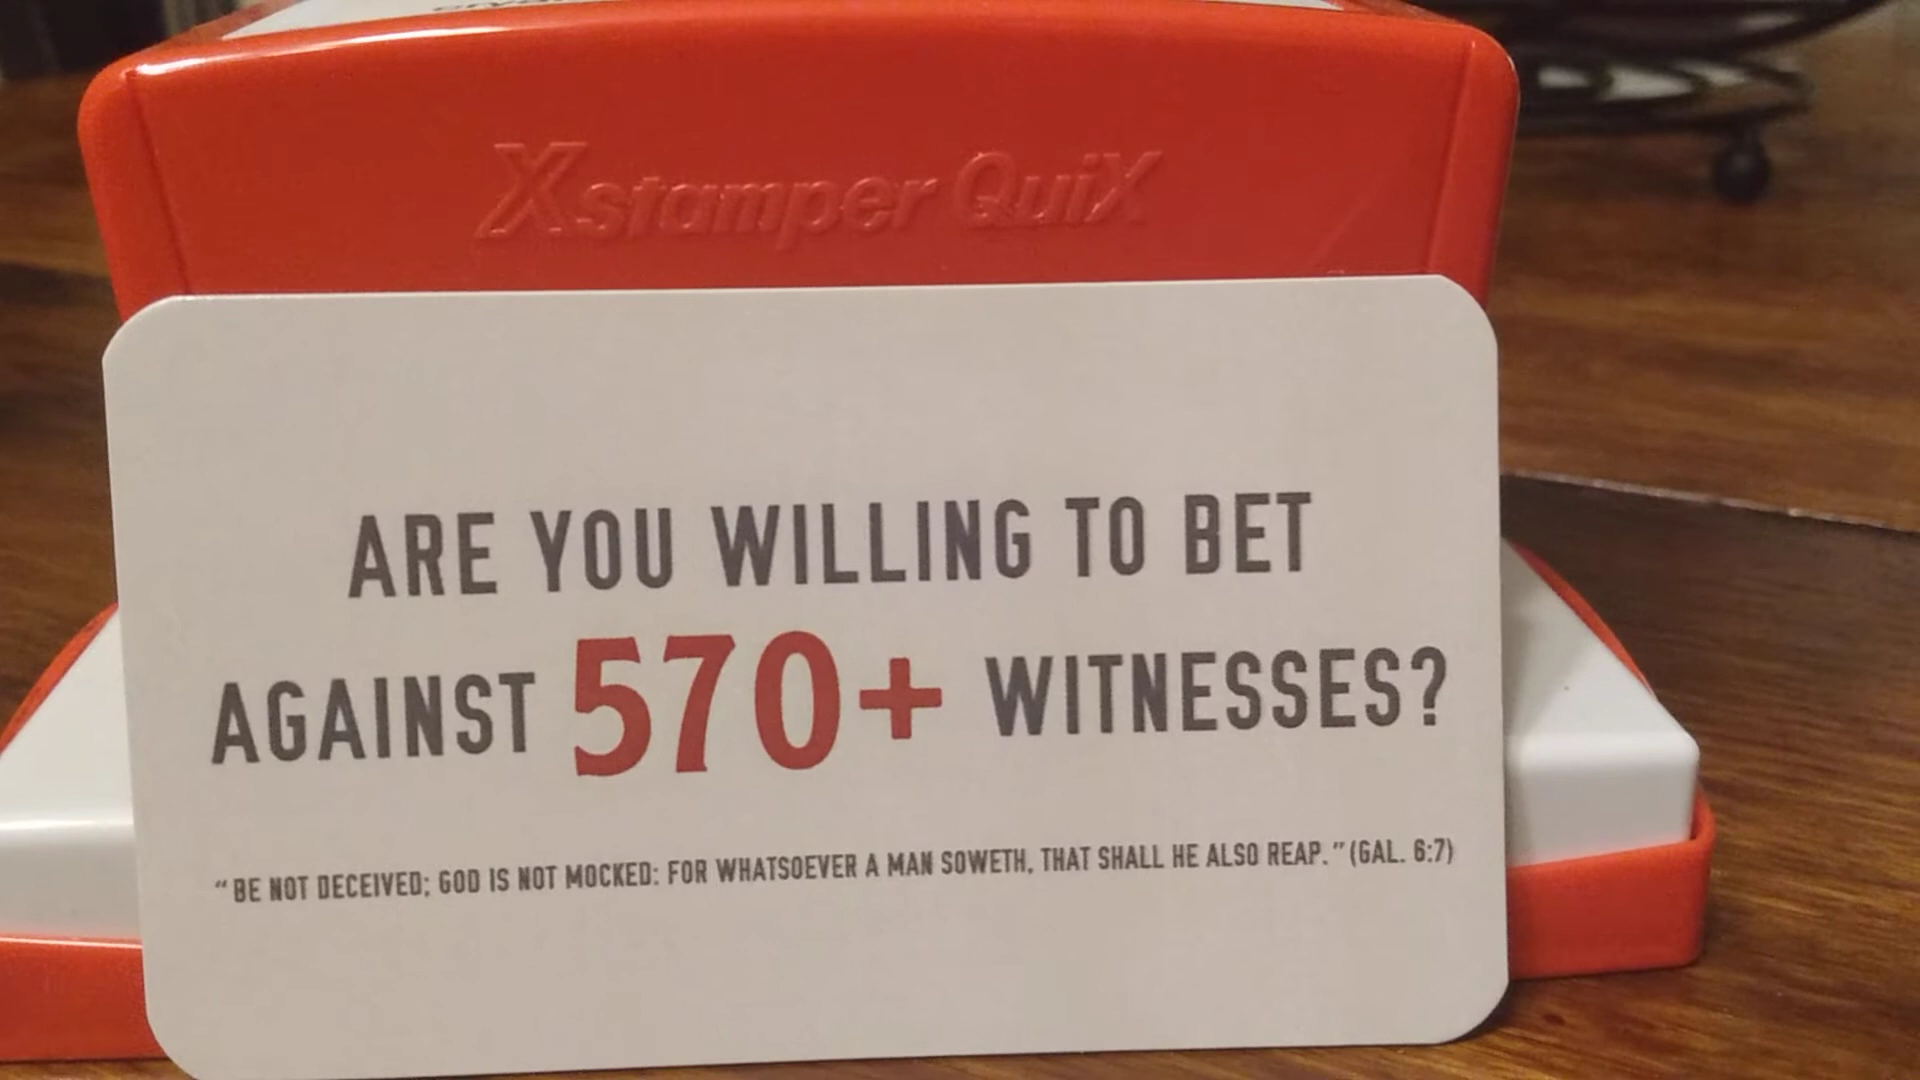 Xstamper QuiX
ARE YOU WILLING TO BET
AGAINST 570+ WITNESSES?
“BE NOT DECEIVED; GOD IS NOT MOCKED: FOR WHATSOEVER A MAN SOWETH, THAT SHALL HE ALSO REAP.” (GAL. 6:7)